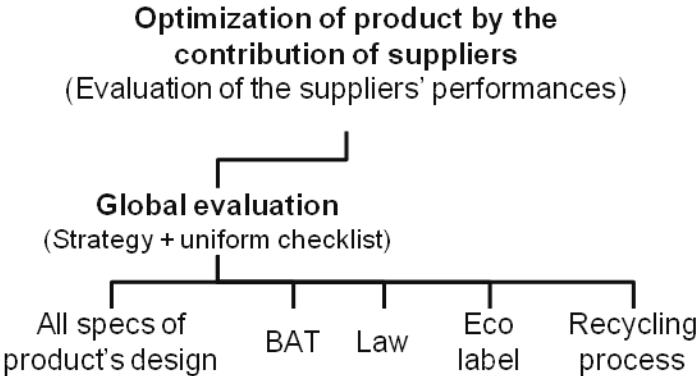 Optimization of product by the
contribution of suppliers
(Evaluation of the suppliers' performances)
Global evaluation
(Strategy + uniform checklist)
All specs of
product's design
BAT
Law
Eco
label
Recycling
process